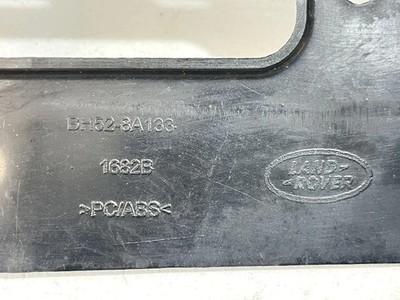 BH52-8A133
1682B
>PC/ABS<
LAND-
-ROVER